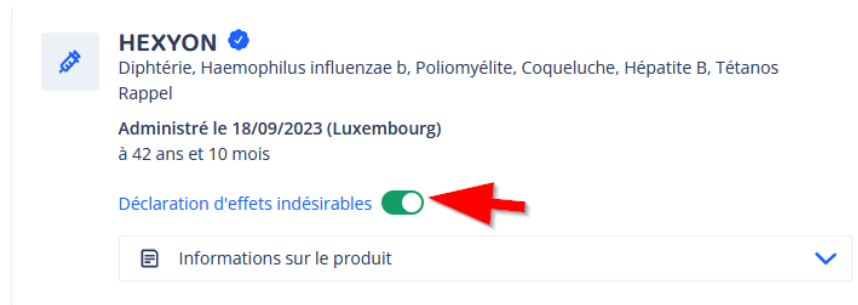 HEXYON
Diphtérie, Haemophilus influenzae b, Poliomyélite, Coqueluche, Hépatite B, Tétanos
Rappel
Administré le 18/09/2023 (Luxembourg)
à 42 ans et 10 mois
Déclaration d'effets indésirables
Informations sur le produit